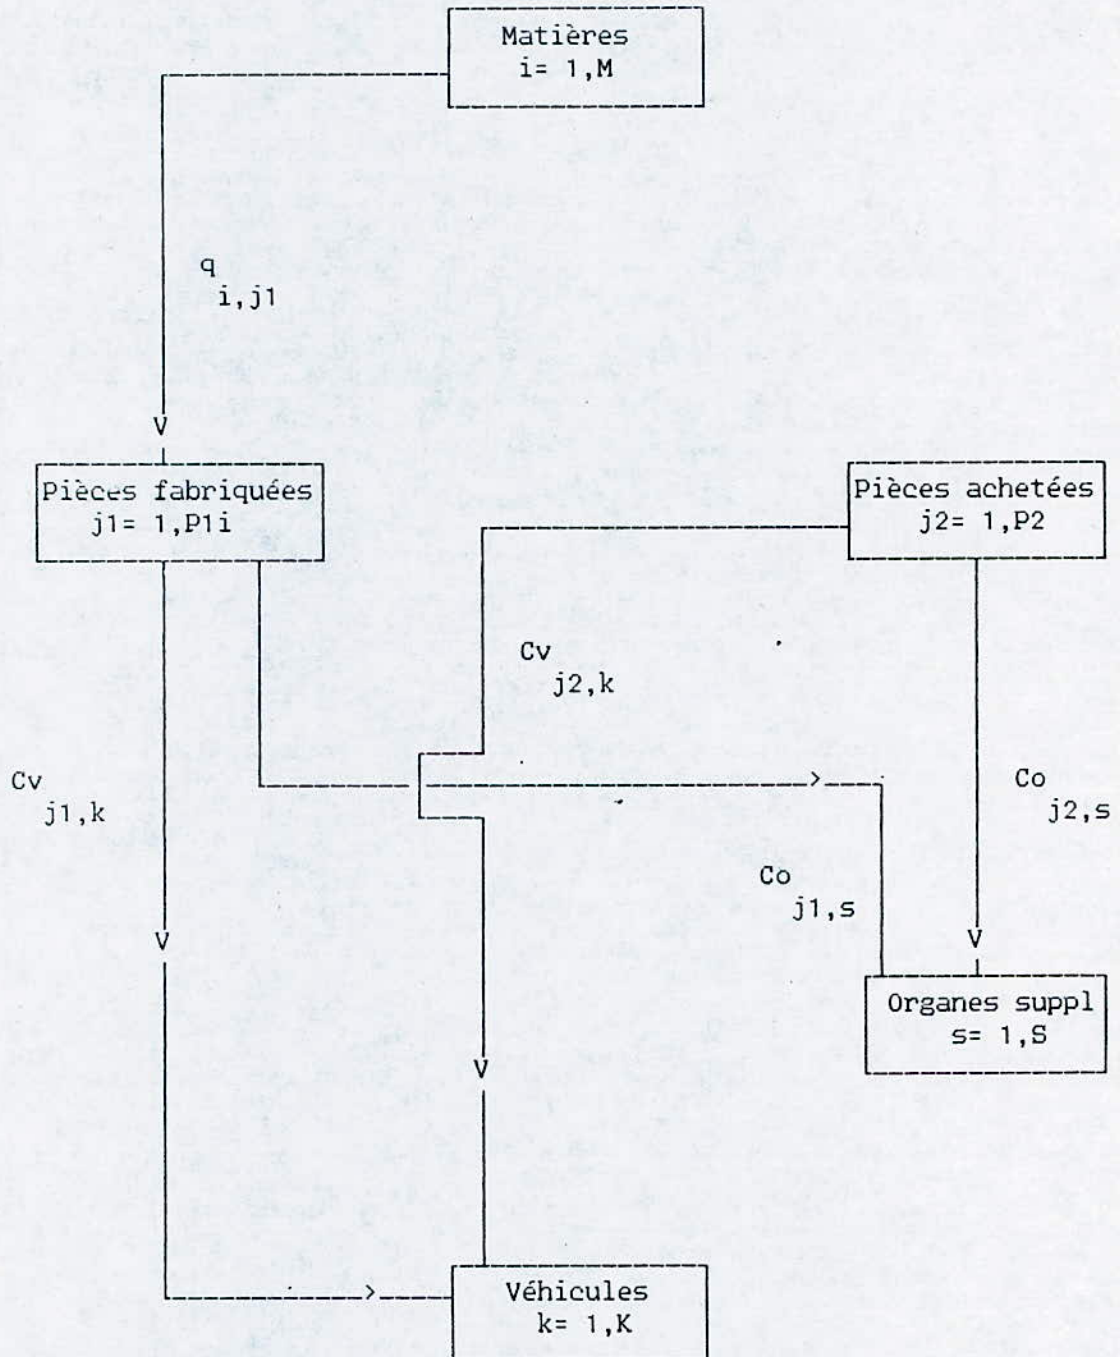 Matières
i= 1,M
q
i,j1
V
Pièces fabriquées
j1= 1,P1i
Pièces achetées
j2= 1,P2
Cv
j2,k
Cv
j1,k
>
Co
j2,s
Co
j1,s
V
V
Organes suppl
s= 1,S
V
>
Véhicules
k= 1,K